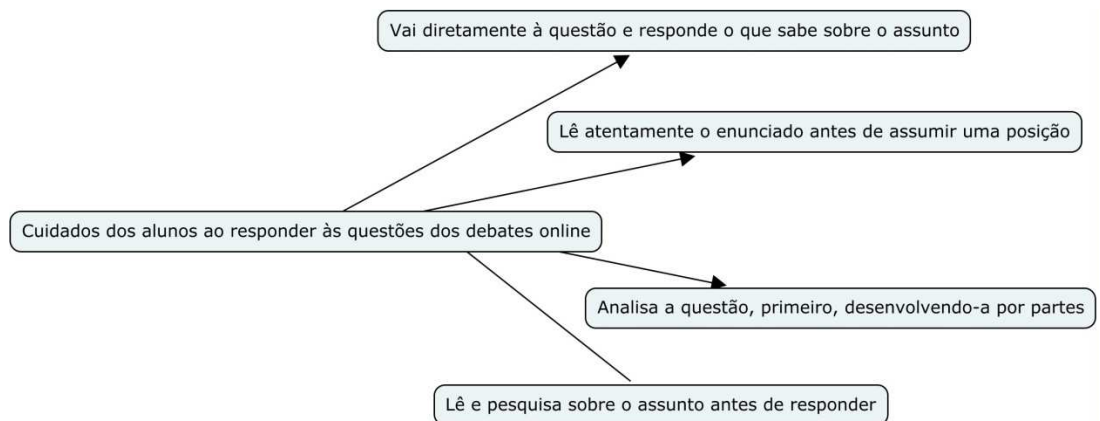 Vai diretamente à questão e responde o que sabe sobre o assunto
Lê atentamente o enunciado antes de assumir uma posição
Cuidados dos alunos ao responder às questões dos debates online
Analisa a questão, primeiro, desenvolvendo-a por partes
Lê e pesquisa sobre o assunto antes de responder